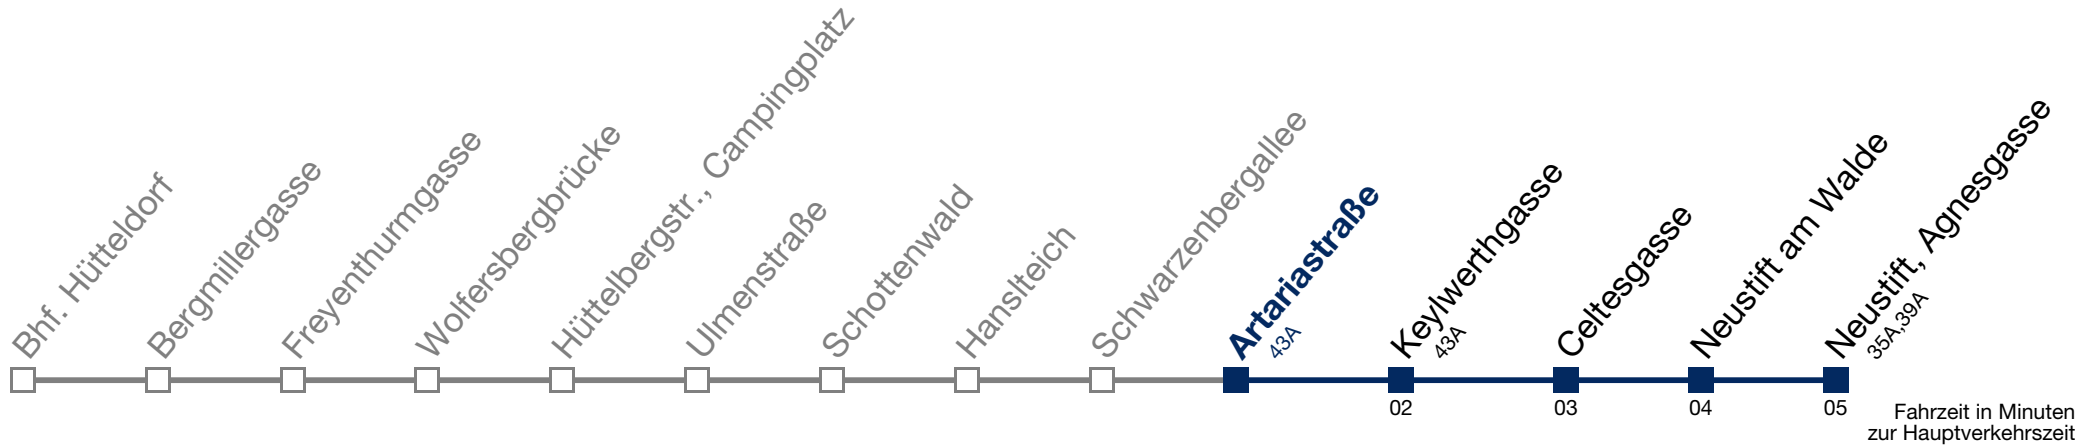 Bhf. Hütteldorf
Bergmillergasse
Freyenthurmgasse
Wolfersbergbrücke
Hüttelbergstr., Campingplatz
Ulmenstraße
Schottenwald
Hanslteich
Schwarzenbergallee
Artariastraße
43A
Keylwerthgasse
43A
Celtesgasse
Neustift am Walde
Neustift, Agnesgasse
35A,39A
02
03
04
05
Fahrzeit in Minuten
zur Hauptverkehrszeit